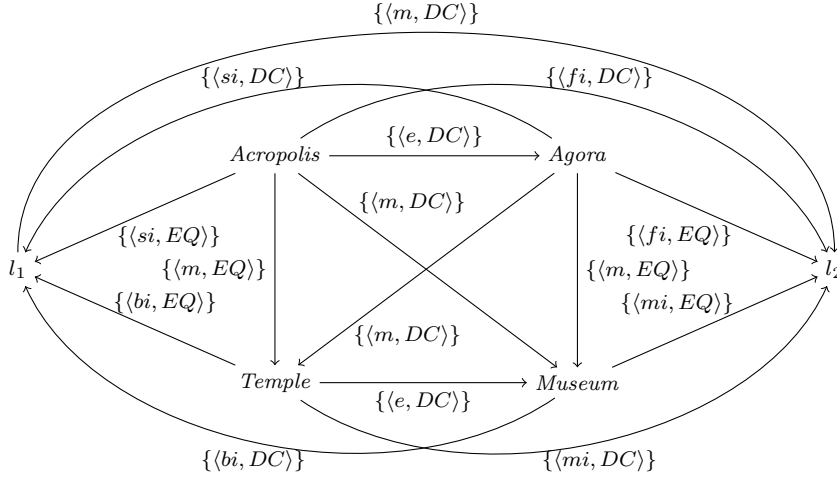 {⟨m, DC⟩}
{⟨si, DC⟩} {⟨fi, DC⟩}
{⟨e, DC⟩}
Acropolis Agora
{⟨m, DC⟩}
{⟨si, EQ⟩} {⟨fi, EQ⟩}
l₁ {⟨m, EQ⟩} {⟨m, EQ⟩} l₂
{⟨bi, EQ⟩} {⟨mi, EQ⟩}
{⟨m, DC⟩}
Temple Museum
{⟨e, DC⟩}
{⟨bi, DC⟩} {⟨mi, DC⟩}